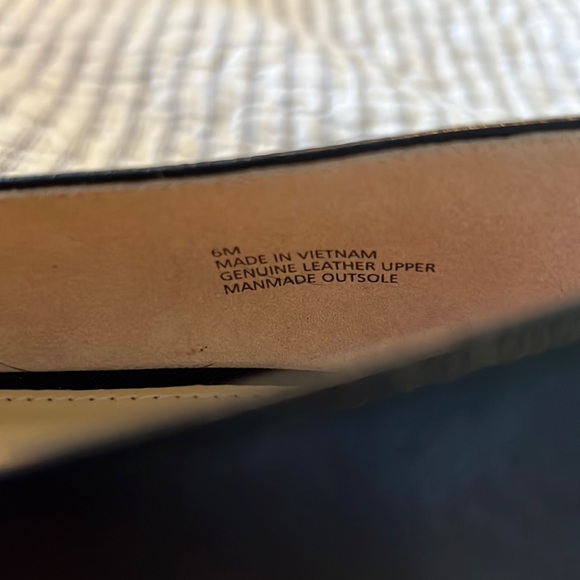 6M
MADE IN VIETNAM
GENUINE LEATHER UPPER
MANMADE OUTSOLE